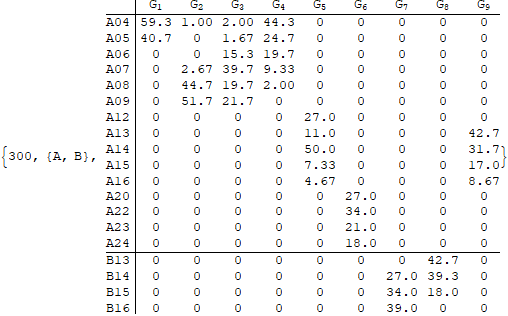 G₁ G₂ G₃ G₄ G₅ G₆ G₇ G₈ G₉
A04 59.3 1.00 2.00 44.3 0 0 0 0 0
A05 40.7 0 1.67 24.7 0 0 0 0 0
A06 0 0 15.3 19.7 0 0 0 0 0
A07 0 2.67 39.7 9.33 0 0 0 0 0
A08 0 44.7 19.7 2.00 0 0 0 0 0
A09 0 51.7 21.7 0 0 0 0 0 0
A12 0 0 0 0 27.0 0 0 0 0
A13 0 0 0 0 11.0 0 0 0 42.7
{300, {A, B}, A14 0 0 0 0 50.0 0 0 0 31.7}
A15 0 0 0 0 7.33 0 0 0 17.0
A16 0 0 0 0 4.67 0 0 0 8.67
A20 0 0 0 0 0 27.0 0 0 0
A22 0 0 0 0 0 34.0 0 0 0
A23 0 0 0 0 0 21.0 0 0 0
A24 0 0 0 0 0 18.0 0 0 0
B13 0 0 0 0 0 0 0 42.7 0
B14 0 0 0 0 0 0 27.0 39.3 0
B15 0 0 0 0 0 0 34.0 18.0 0
B16 0 0 0 0 0 0 39.0 0 0